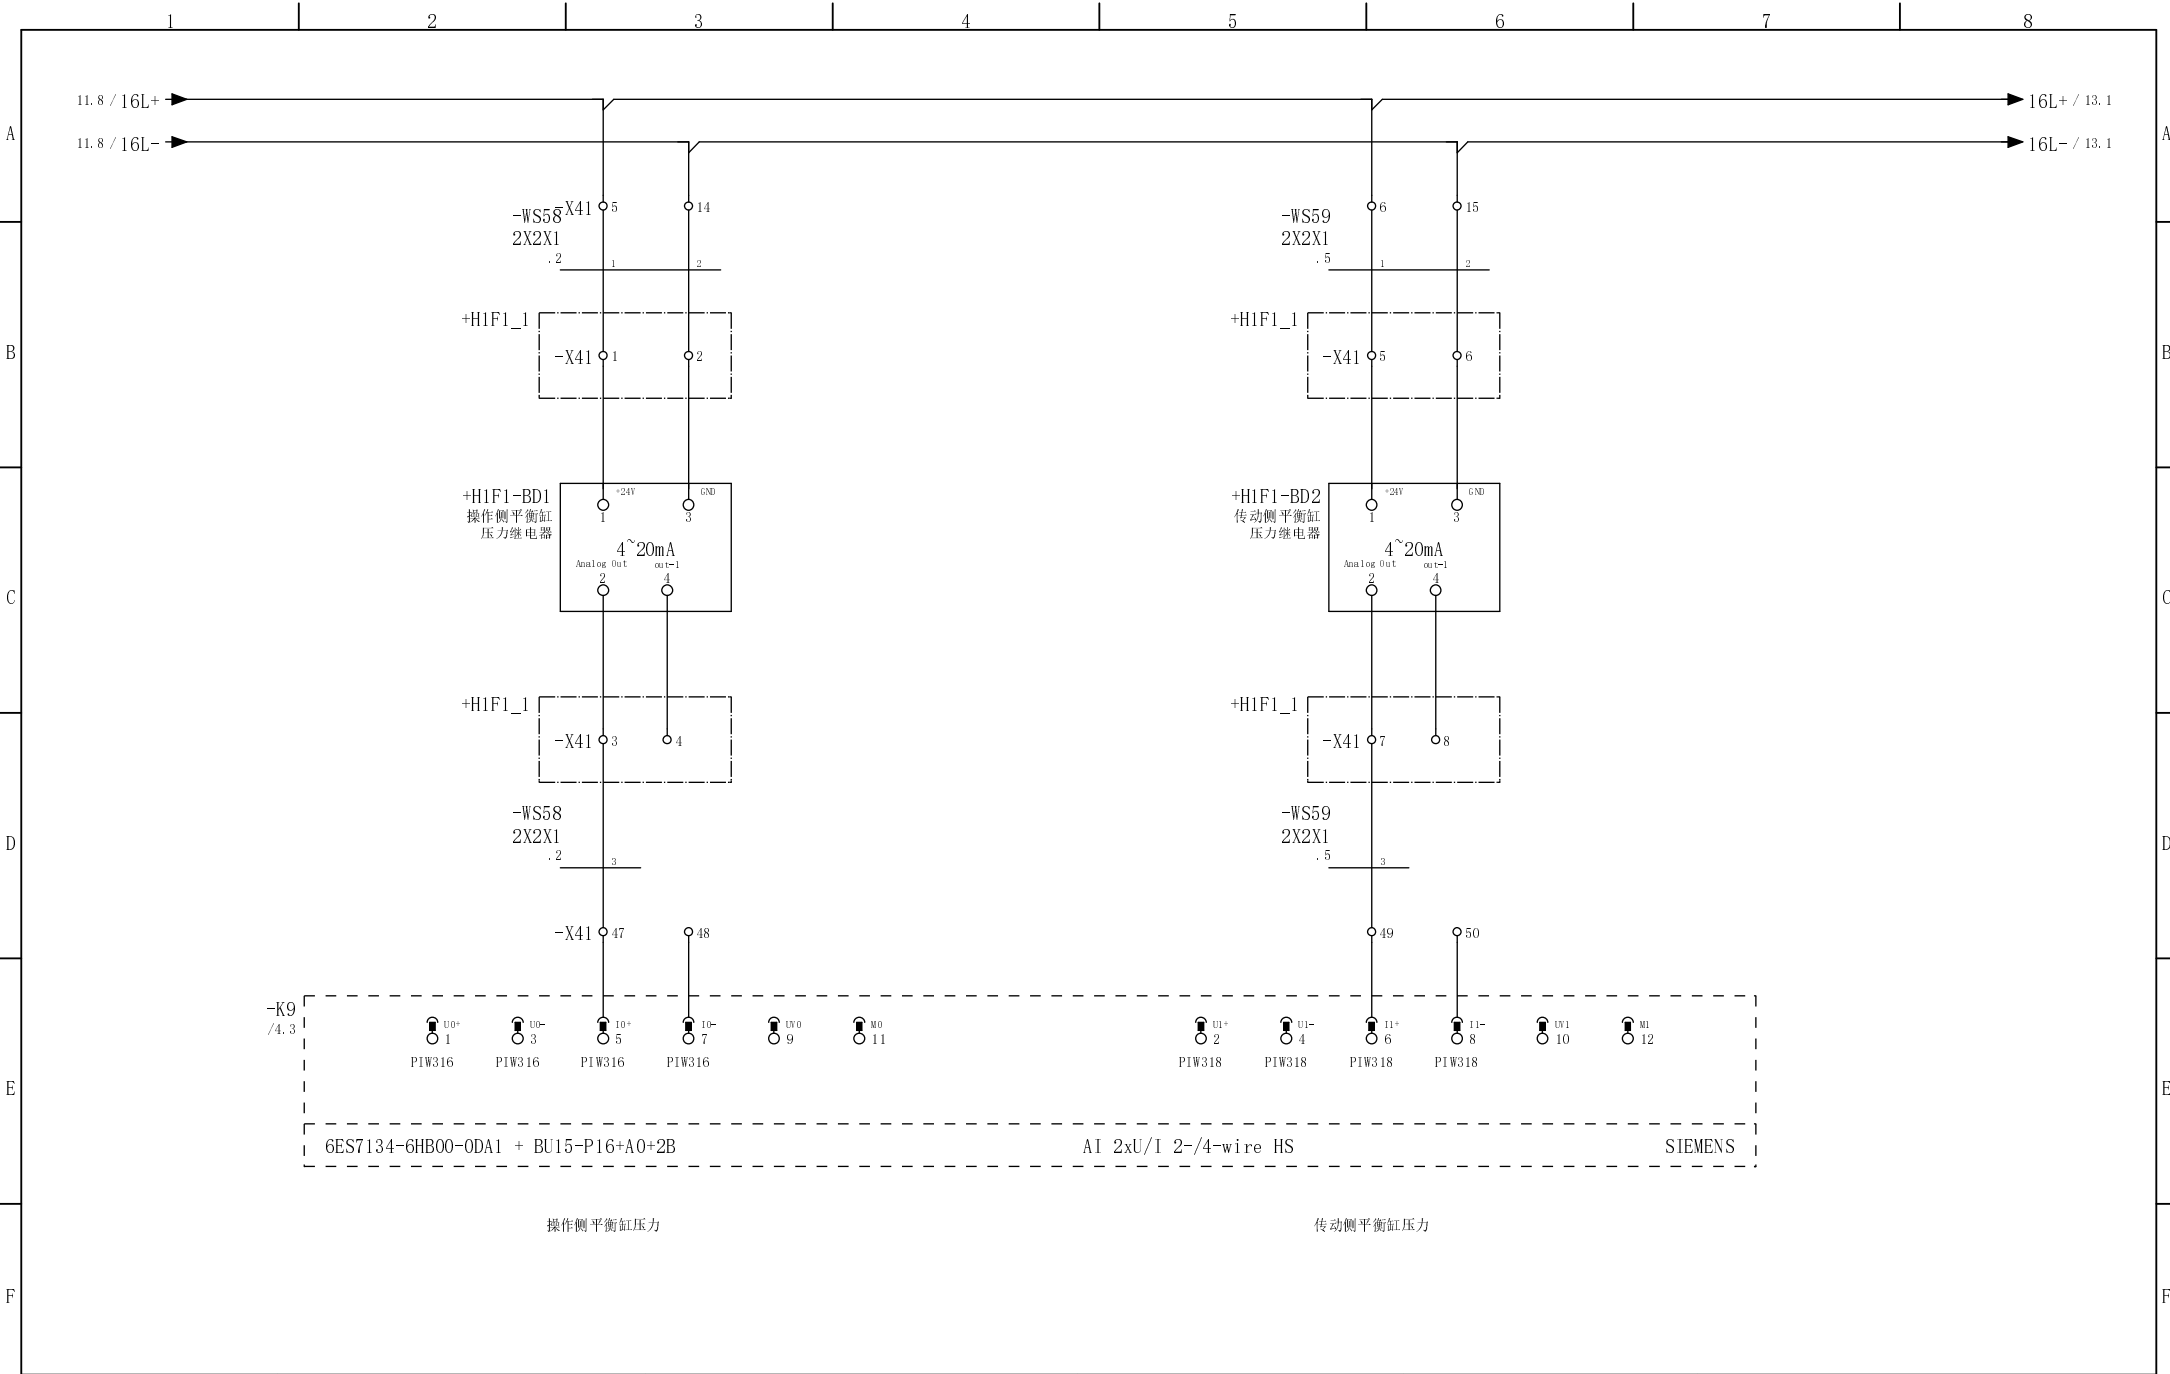 1 2 3 4 5 6 7 8
11.8 / 16L+
16L+ / 13.1
A
A
11.8 / 16L-
16L- / 13.1
-X41 5
14
6
15
-WS58
2X2X1
.2
1
2
-WS59
2X2X1
.5
1
2
+H1F1_1
+H1F1_1
B
B
-X41 1
2
-X41 5
6
+H1F1-BD1
操作侧平衡缸
压力继电器
+24V
GND
1
3
4~20mA
Analog Out
out-1
2
4
+H1F1-BD2
传动侧平衡缸
压力继电器
+24V
GND
1
3
4~20mA
Analog Out
out-1
2
4
C
C
+H1F1_1
+H1F1_1
-X41 3
4
-X41 7
8
-WS58
2X2X1
.2
3
-WS59
2X2X1
.5
3
D
D
-X41 47
48
49
50
-K9
/4.3
U0+
U0-
I0+
I0-
UV0
M0
U1+
U1-
I1+
I1-
UV1
M1
1
3
5
7
9
11
2
4
6
8
10
12
PIW316
PIW316
PIW316
PIW316
PIW318
PIW318
PIW318
PIW318
E
E
6ES7134-6HB00-0DA1 + BU15-P16+A0+2B
AI 2xU/I 2-/4-wire HS
SIEMENS
操作侧平衡缸压力
传动侧平衡缸压力
F
F